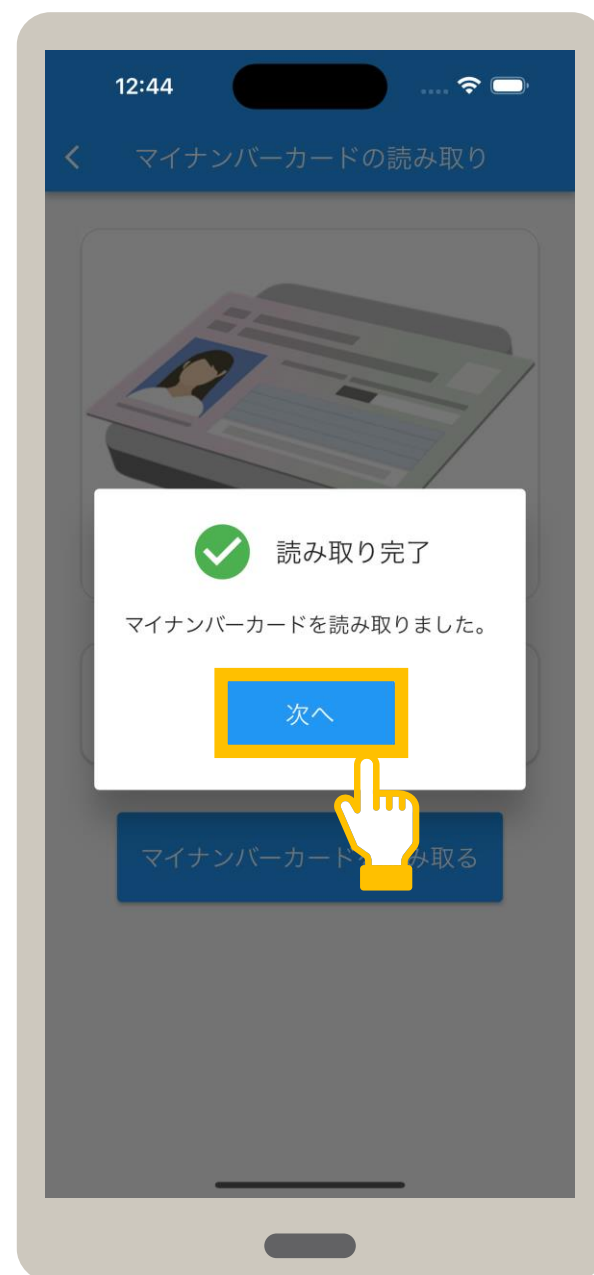 12:44
マイナンバーカードの読み取り
読み取り完了
マイナンバーカードを読み取りました。
次へ
マイナンバーカード み取る